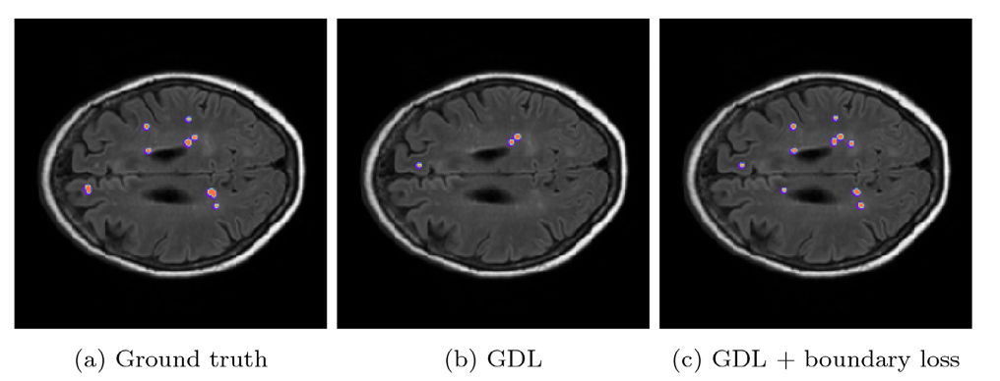 (a) Ground truth
(b) GDL
(c) GDL + boundary loss